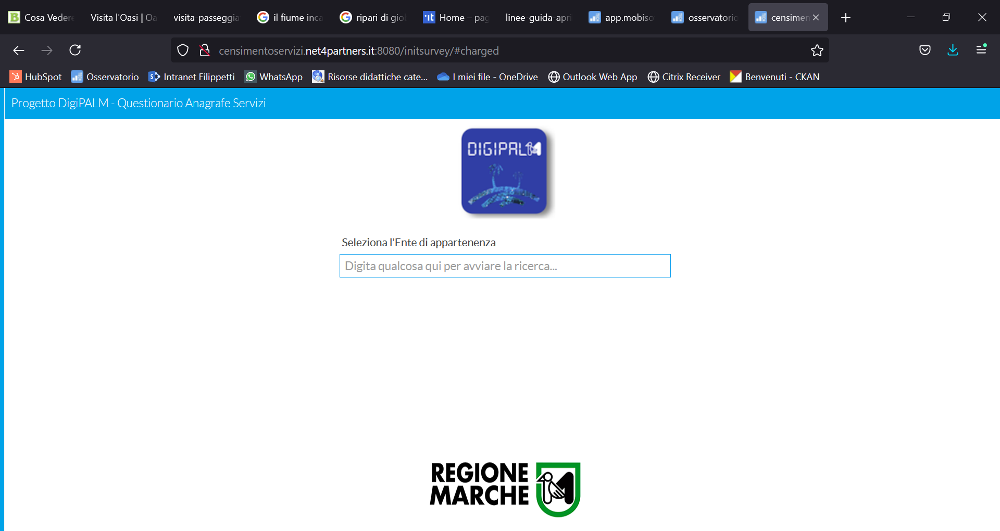 Cosa Vedere
Visita l'Oasi | Oa
visita-passeggia
il fiume inca
ripari di giol
Home – pag
linee-guida-apri
app.mobiso
osservatorio
censimen
censimentoservizi.net4partners.it:8080/initsurvey/#charged
HubSpot
Osservatorio
Intranet Filippetti
WhatsApp
Risorse didattiche cate...
I miei file - OneDrive
Outlook Web App
Citrix Receiver
Benvenuti - CKAN
Progetto DigiPALM - Questionario Anagrafe Servizi
DIGIPALM
Seleziona l'Ente di appartenenza
Digita qualcosa qui per avviare la ricerca...
REGIONE
MARCHE